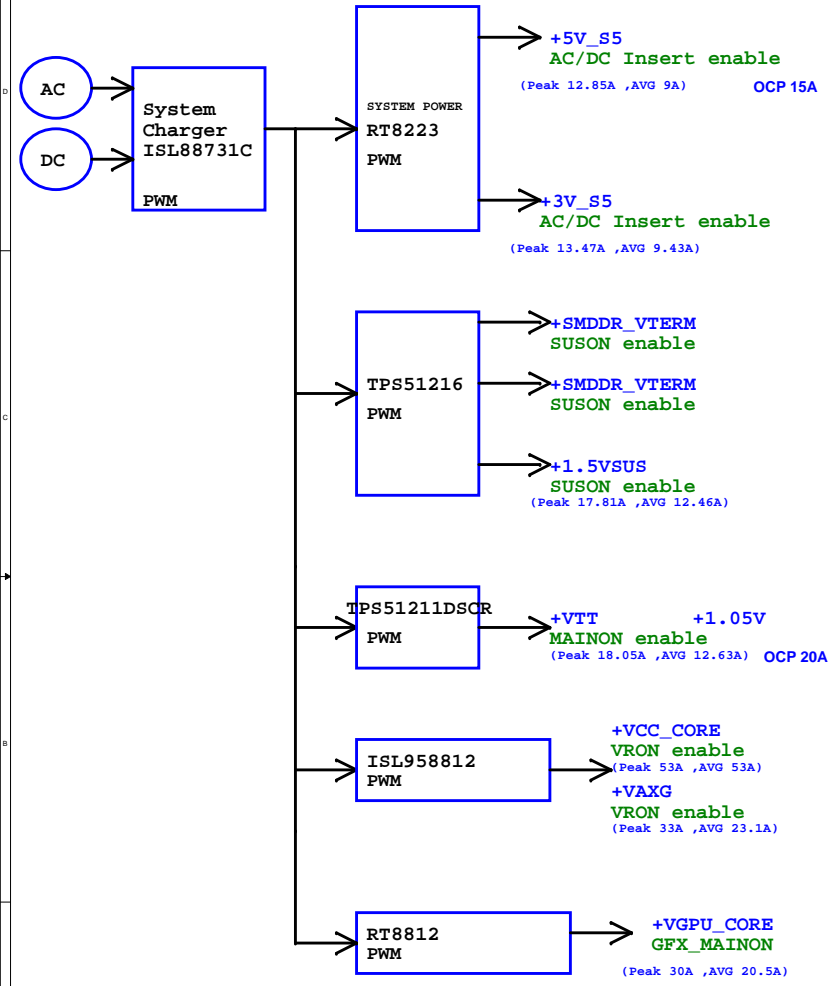 AC
DC
System
Charger
ISL88731C
PWM
SYSTEM POWER
RT8223
PWM
+5V_S5
AC/DC Insert enable
(Peak 12.85A ,AVG 9A) OCP 15A
+3V_S5
AC/DC Insert enable
(Peak 13.47A ,AVG 9.43A)
TPS51216
PWM
+SMDDR_VTERM
SUSON enable
+SMDDR_VTERM
SUSON enable
+1.5VSUS
SUSON enable
(Peak 17.81A ,AVG 12.46A)
TPS51211DSCR
PWM
+VTT +1.05V
MAINON enable
(Peak 18.05A ,AVG 12.63A) OCP 20A
ISL958812
PWM
+VCC_CORE
VRON enable
(Peak 53A ,AVG 53A)
+VAXG
VRON enable
(Peak 33A ,AVG 23.1A)
RT8812
PWM
+VGPU_CORE
GFX_MAINON
(Peak 30A ,AVG 20.5A)
D
C
B